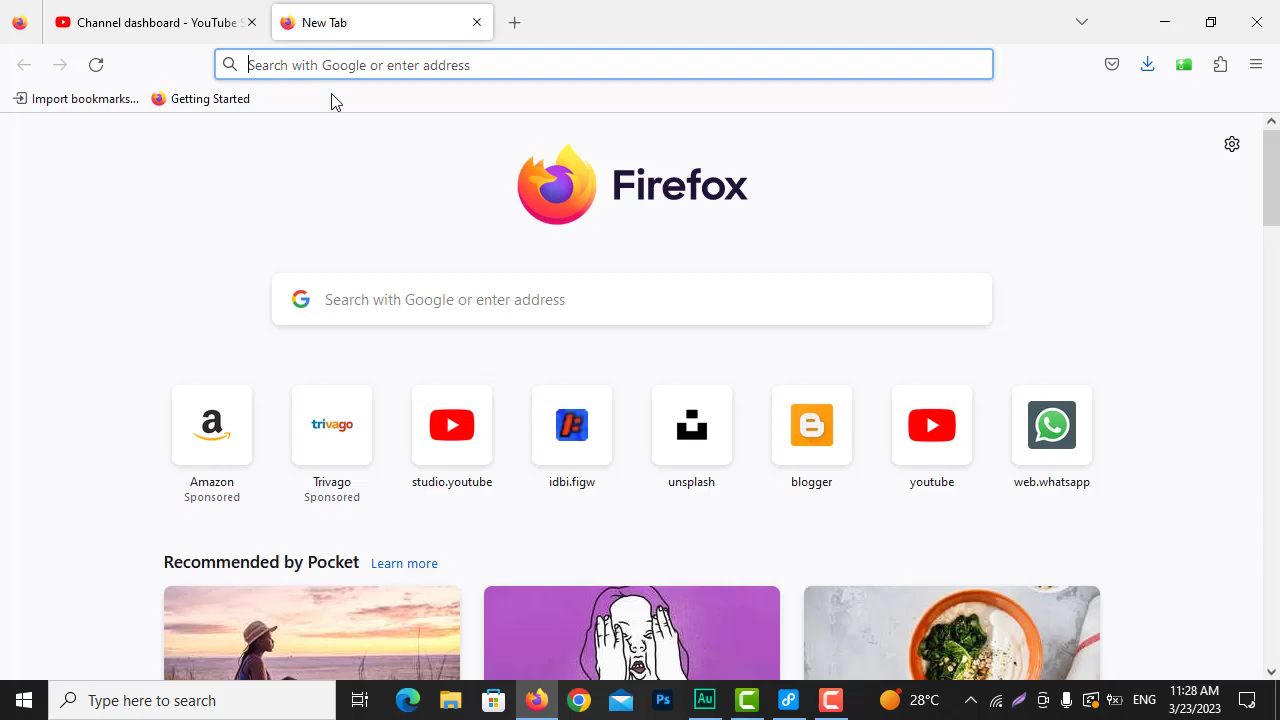 Channel dashboard - YouTube S
New Tab
Search with Google or enter address
Import bookmarks...
Getting Started
Firefox
Search with Google or enter address
a
trivago
Amazon
Sponsored
Trivago
Sponsored
studio.youtube
idbi.figw
unsplash
blogger
youtube
web.whatsapp
Recommended by Pocket
Learn more
Type here to search
Ps
Au
28°C
ENG
11:28 AM
3/23/2023